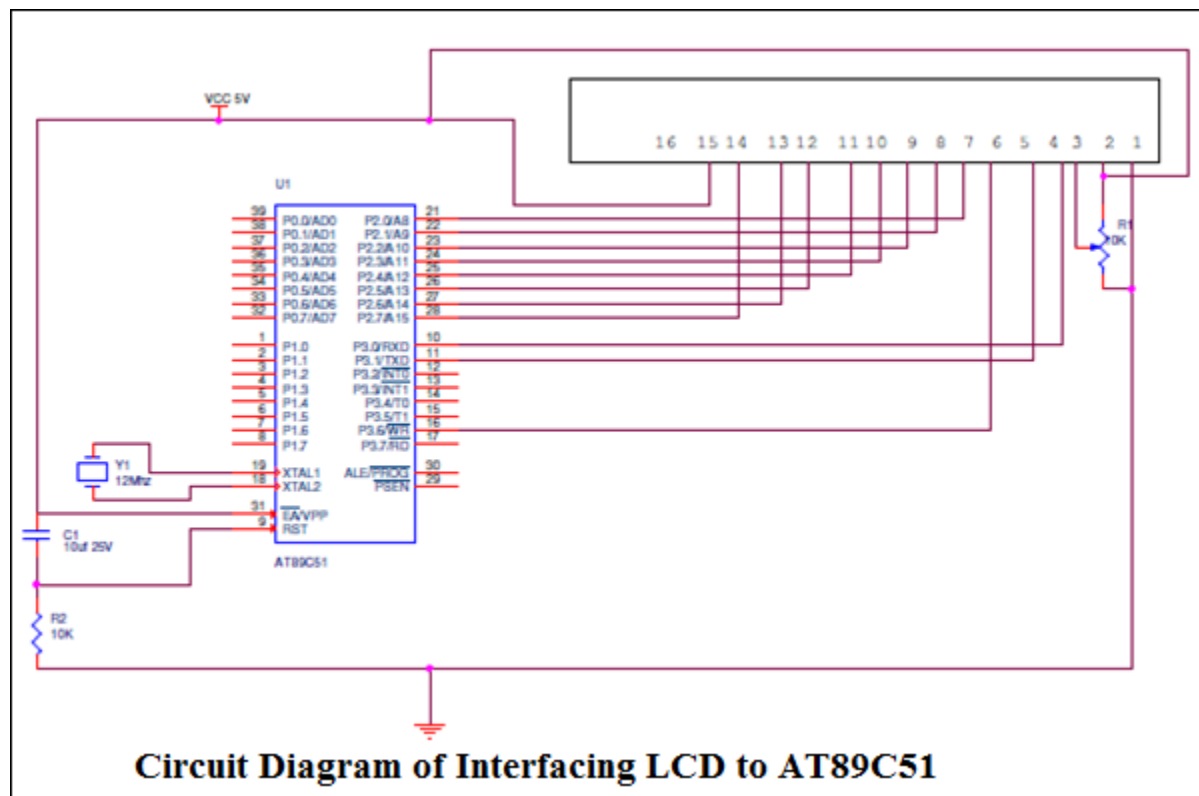 VCC 5V
16 15 14 13 12 11 10 9 8 7 6 5 4 3 2 1
U1
R1
10K
39 P0.0/AD0 P2.0/A8 21
38 P0.1/AD1 P2.1/A9 22
37 P0.2/AD2 P2.2/A10 23
36 P0.3/AD3 P2.3/A11 24
35 P0.4/AD4 P2.4/A12 25
34 P0.5/AD5 P2.5/A13 26
33 P0.6/AD6 P2.6/A14 27
32 P0.7/AD7 P2.7/A15 28
1 P1.0 P3.0/RXD 10
2 P1.1 P3.1/TXD 11
3 P1.2 P3.2/INT0 12
4 P1.3 P3.3/INT1 13
5 P1.4 P3.4/T0 14
6 P1.5 P3.5/T1 15
7 P1.6 P3.6/WR 16
8 P1.7 P3.7/RD 17
Y1
12Mhz
19 XTAL1 ALE/PROG 30
18 XTAL2 PSEN 29
31 EA/VPP
9 RST
C1
10uf 25V
AT89C51
R2
10K
Circuit Diagram of Interfacing LCD to AT89C51